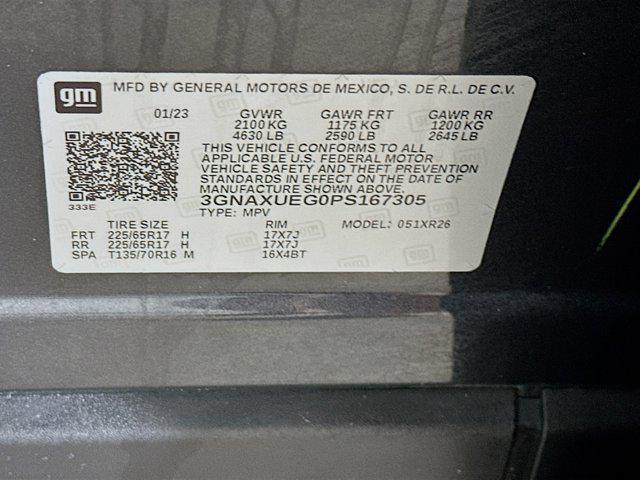 gm MFD BY GENERAL MOTORS DE MEXICO, S. DE R.L. DE C.V.
01/23 GVWR GAWR FRT GAWR RR
2100 KG 1175 KG 1200 KG
4630 LB 2590 LB 2645 LB
THIS VEHICLE CONFORMS TO ALL
APPLICABLE U.S. FEDERAL MOTOR
VEHICLE SAFETY AND THEFT PREVENTION
STANDARDS IN EFFECT ON THE DATE OF
MANUFACTURE SHOWN ABOVE.
333E 3GNAXUEG0PS167305
TYPE: MPV MODEL: 051XR26
TIRE SIZE RIM
FRT 225/65R17 H 17X7J
RR 225/65R17 H 17X7J
SPA T135/70R16 M 16X4BT